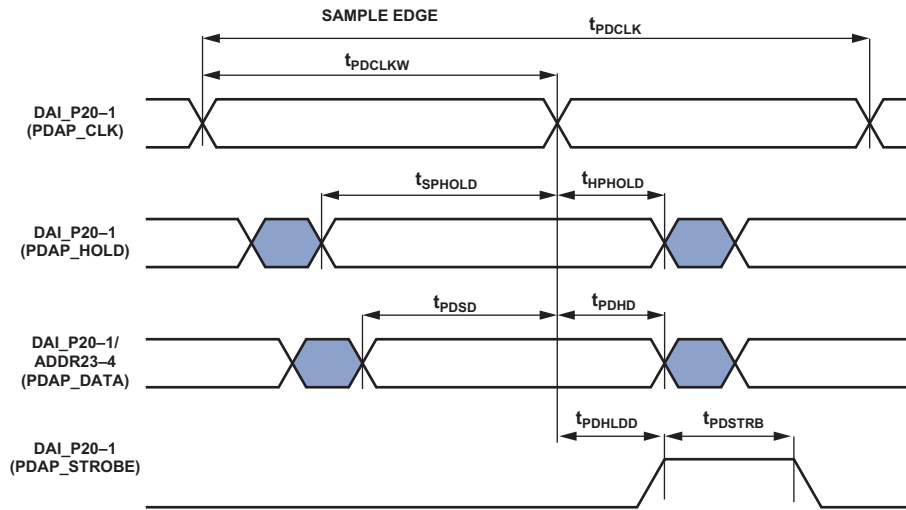 SAMPLE EDGE
tPDCLK
tPDCLKW
DAI_P20–1
(PDAP_CLK)
tSPHOLD
tHPHOLD
DAI_P20–1
(PDAP_HOLD)
tPDSD
tPDHD
DAI_P20–1/
ADDR23–4
(PDAP_DATA)
tPDHLDD
tPDSTRB
DAI_P20–1
(PDAP_STROBE)